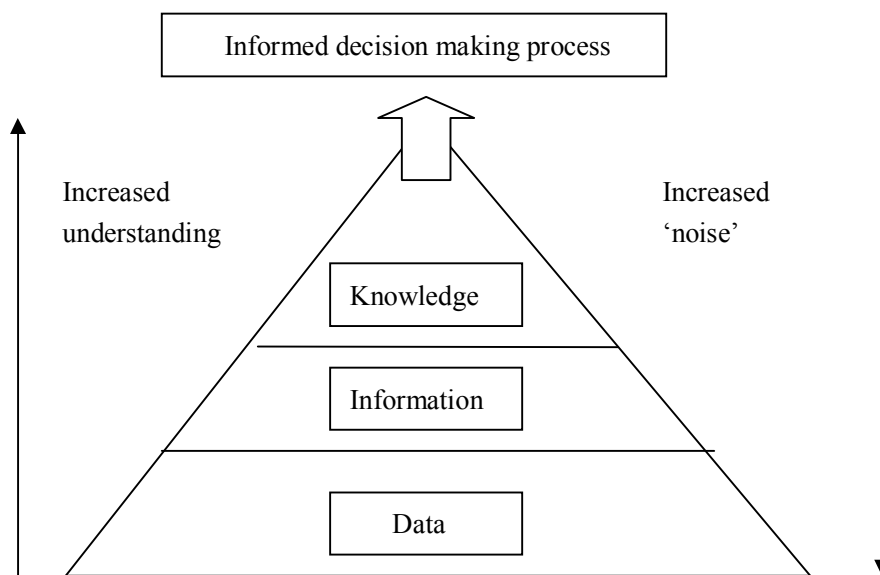 Informed decision making process
Increased
understanding
Increased
‘noise’
Knowledge
Information
Data